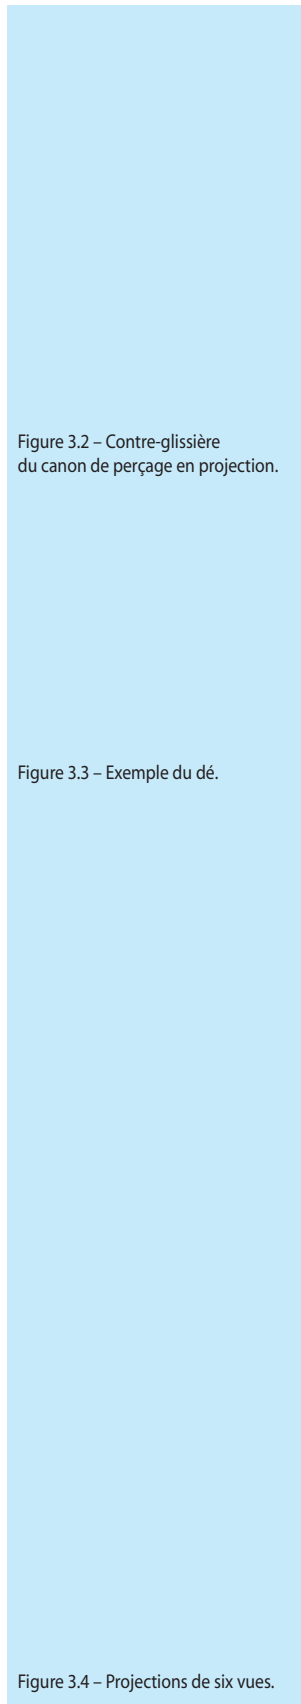 Figure 3.2 – Contre-glissière
du canon de perçage en projection.
Figure 3.3 – Exemple du dé.
Figure 3.4 – Projections de six vues.